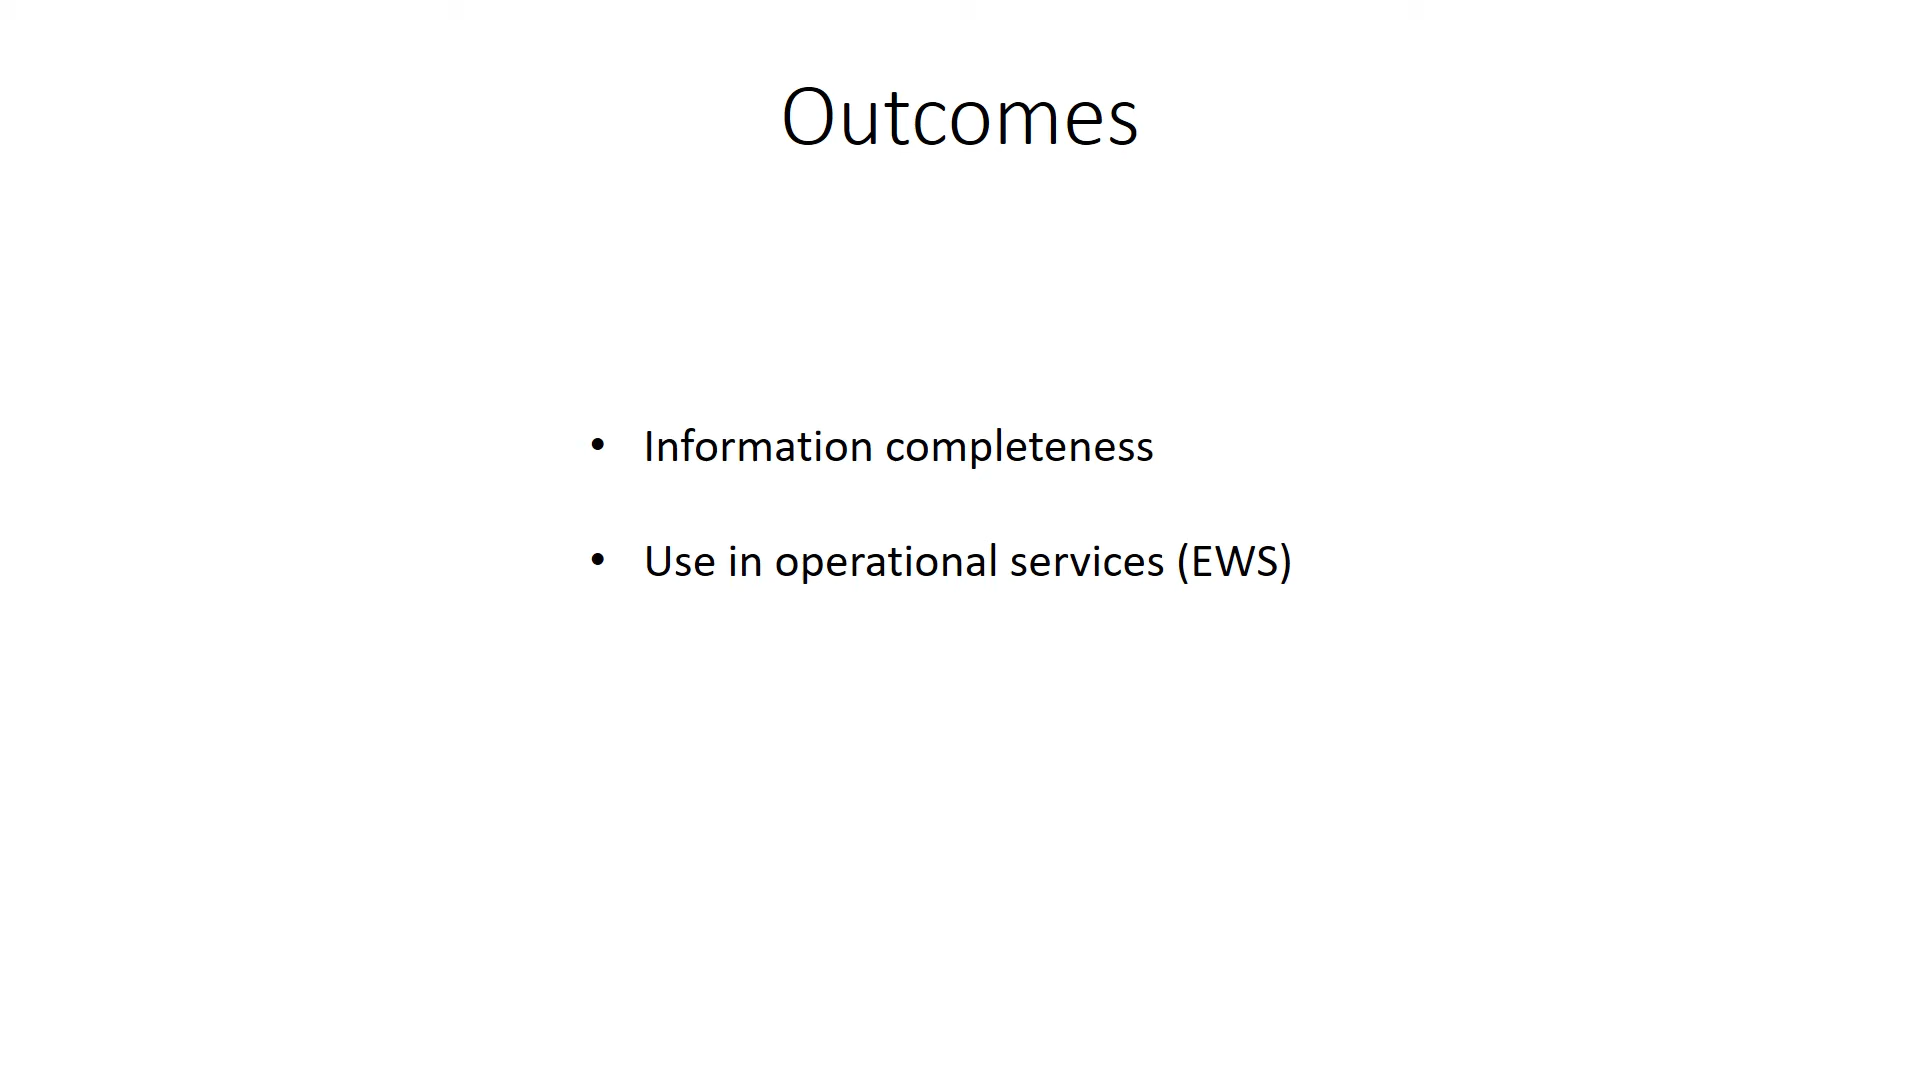 Outcomes
• Information completeness
• Use in operational services (EWS)